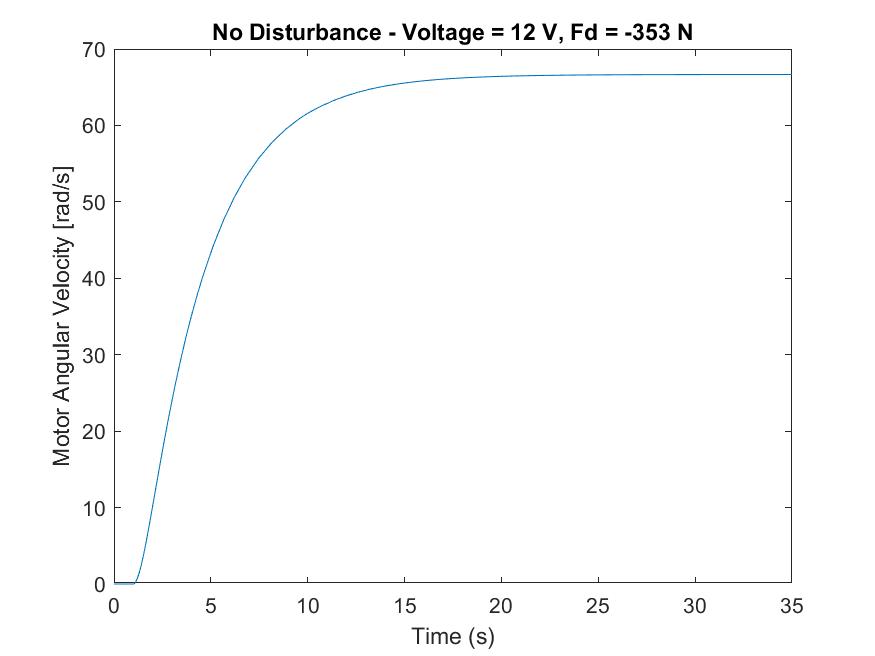 No Disturbance - Voltage = 12 V, Fd = -353 N
Motor Angular Velocity [rad/s]
70
60
50
40
30
20
10
0
0 5 10 15 20 25 30 35
Time (s)